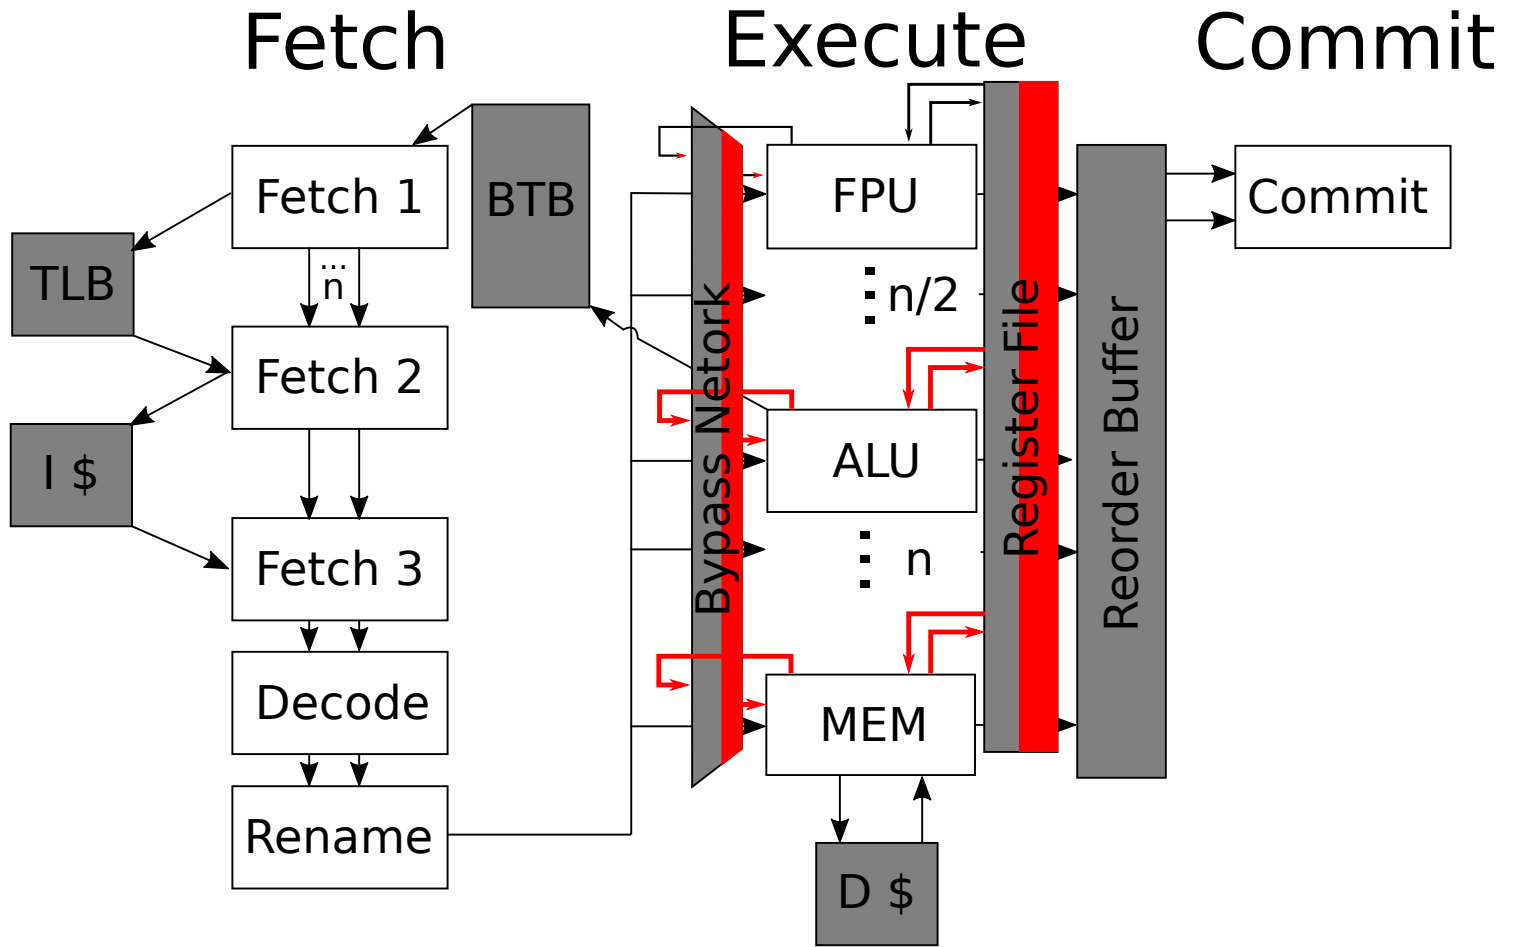 Fetch
Execute
Commit
Fetch 1
BTB
TLB
...
n
Fetch 2
I $
Fetch 3
Decode
Rename
Bypass Netork
FPU
n/2
ALU
n
MEM
D $
Register File
Reorder Buffer
Commit